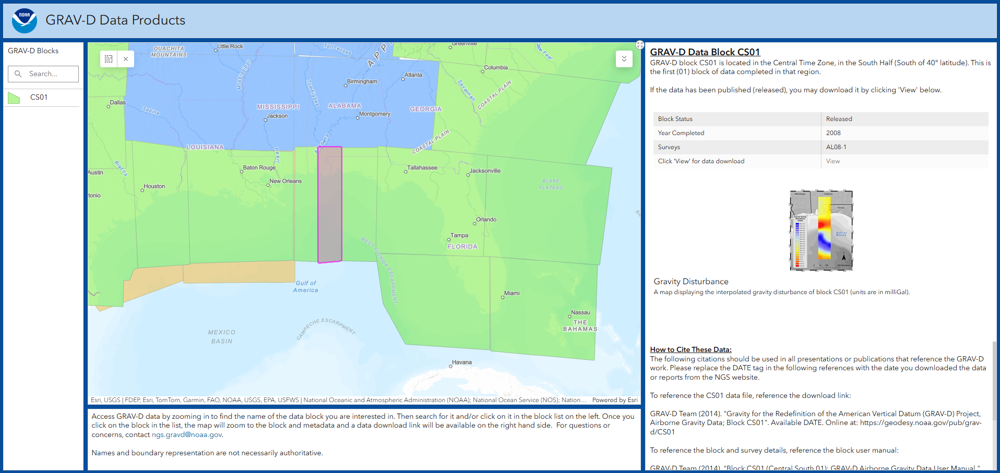 NOAA
GRAV-D Data Products
GRAV-D Blocks
Search...
CS01
OUACHITA
MOUNTAINS
Little Rock
Tennessee
Greenville
Cape Fear
APP
Columbia
Mississippi
Birmingham
Atlanta
Tombigbee
Savannah
COASTAL PLAIN
Dallas
Sabine
MISSISSIPPI
Jackson
ALABAMA
Montgomery
GEORGIA
COASTAL PLAIN
LOUISIANA
Alabama
Pearl
Brazos
Austin
Baton Rouge
Tallahassee
Jacksonville
New Orleans
Houston
BLAKE
PLATEAU
tonio
BA
Orlando
Tampa
FLORIDA
WEST FLORIDA ESCARPMENT
Gulf of
America
Miami
Nassau
THE
BAHAMAS
MEXICO
BASIN
CAMPECHE ESCARPMENT
Havana
Esri, USGS | FDEP, Esri, TomTom, Garmin, FAO, NOAA, USGS, EPA, USFWS | National Oceanic and Atmospheric Administration (NOAA); National Ocean Service (NOS); Nation... Powered by Esri
Access GRAV-D data by zooming in to find the name of the data block you are interested in. Then search for it and/or click on it in the block list on the left. Once you
click on the block in the list, the map will zoom to the block and metadata and a data download link will be available on the right hand side. For questions or
concerns, contact ngs.gravd@noaa.gov.
Names and boundary representation are not necessarily authoritative.
GRAV-D Data Block CS01
GRAV-D block CS01 is located in the Central Time Zone, in the South Half (South of 40° latitude). This is
the first (01) block of data completed in that region.
If the data has been published (released), you may download it by clicking 'View' below.
Block Status Released
Year Completed 2008
Surveys AL08-1
Click 'View' for data download View
Mississippi
Alabama
Florida
Gulf of
Mexico
Gravity Disturbance
A map displaying the interpolated gravity disturbance of block CS01 (units are in milliGal).
How to Cite These Data:
The following citations should be used in all presentations or publications that reference the GRAV-D
work. Please replace the DATE tag in the following references with the date you downloaded the data
or reports from the NGS website.
To reference the CS01 data file, reference the download link:
GRAV-D Team (2014). "Gravity for the Redefinition of the American Vertical Datum (GRAV-D) Project,
Airborne Gravity Data; Block CS01". Available DATE. Online at: https://geodesy.noaa.gov/pub/grav-
d/CS01
To reference the block and survey details, reference the block user manual:
GRAV-D Team (2014). "Block CS01 (Central South 01); GRAV-D Airborne Gravity Data User Manual."